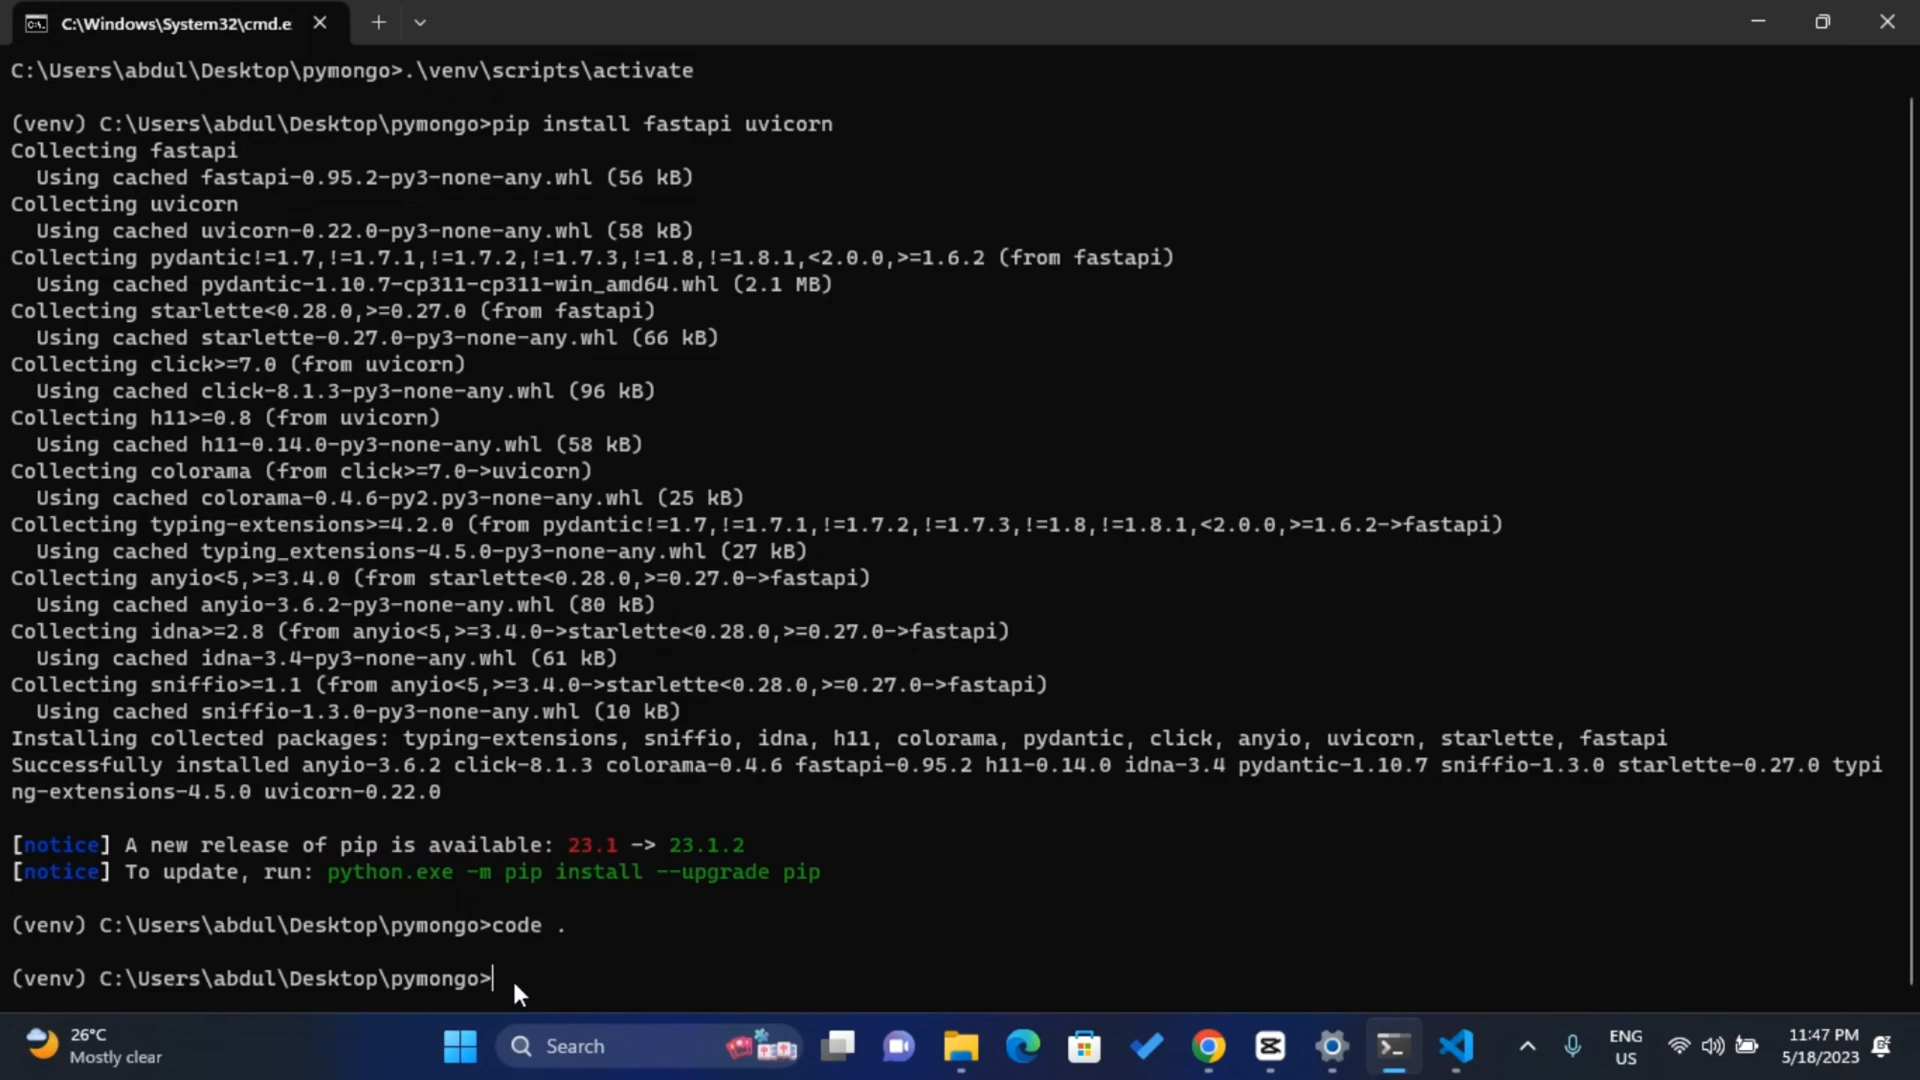 C:\Windows\System32\cmd.e
C:\Users\abdul\Desktop\pymongo>.\venv\scripts\activate
(venv) C:\Users\abdul\Desktop\pymongo>pip install fastapi uvicorn
Collecting fastapi
  Using cached fastapi-0.95.2-py3-none-any.whl (56 kB)
Collecting uvicorn
  Using cached uvicorn-0.22.0-py3-none-any.whl (58 kB)
Collecting pydantic!=1.7,!=1.7.1,!=1.7.2,!=1.7.3,!=1.8,!=1.8.1,<2.0.0,>=1.6.2 (from fastapi)
  Using cached pydantic-1.10.7-cp311-cp311-win_amd64.whl (2.1 MB)
Collecting starlette<0.28.0,>=0.27.0 (from fastapi)
  Using cached starlette-0.27.0-py3-none-any.whl (66 kB)
Collecting click>=7.0 (from uvicorn)
  Using cached click-8.1.3-py3-none-any.whl (96 kB)
Collecting h11>=0.8 (from uvicorn)
  Using cached h11-0.14.0-py3-none-any.whl (58 kB)
Collecting colorama (from click>=7.0->uvicorn)
  Using cached colorama-0.4.6-py2.py3-none-any.whl (25 kB)
Collecting typing-extensions>=4.2.0 (from pydantic!=1.7,!=1.7.1,!=1.7.2,!=1.7.3,!=1.8,!=1.8.1,<2.0.0,>=1.6.2->fastapi)
  Using cached typing_extensions-4.5.0-py3-none-any.whl (27 kB)
Collecting anyio<5,>=3.4.0 (from starlette<0.28.0,>=0.27.0->fastapi)
  Using cached anyio-3.6.2-py3-none-any.whl (80 kB)
Collecting idna>=2.8 (from anyio<5,>=3.4.0->starlette<0.28.0,>=0.27.0->fastapi)
  Using cached idna-3.4-py3-none-any.whl (61 kB)
Collecting sniffio>=1.1 (from anyio<5,>=3.4.0->starlette<0.28.0,>=0.27.0->fastapi)
  Using cached sniffio-1.3.0-py3-none-any.whl (10 kB)
Installing collected packages: typing-extensions, sniffio, idna, h11, colorama, pydantic, click, anyio, uvicorn, starlette, fastapi
Successfully installed anyio-3.6.2 click-8.1.3 colorama-0.4.6 fastapi-0.95.2 h11-0.14.0 idna-3.4 pydantic-1.10.7 sniffio-1.3.0 starlette-0.27.0 typi
ng-extensions-4.5.0 uvicorn-0.22.0
[notice] A new release of pip is available: 23.1 -> 23.1.2
[notice] To update, run: python.exe -m pip install --upgrade pip
(venv) C:\Users\abdul\Desktop\pymongo>code .
(venv) C:\Users\abdul\Desktop\pymongo>
26°C
Mostly clear
Search
ENG
US
11:47 PM
5/18/2023